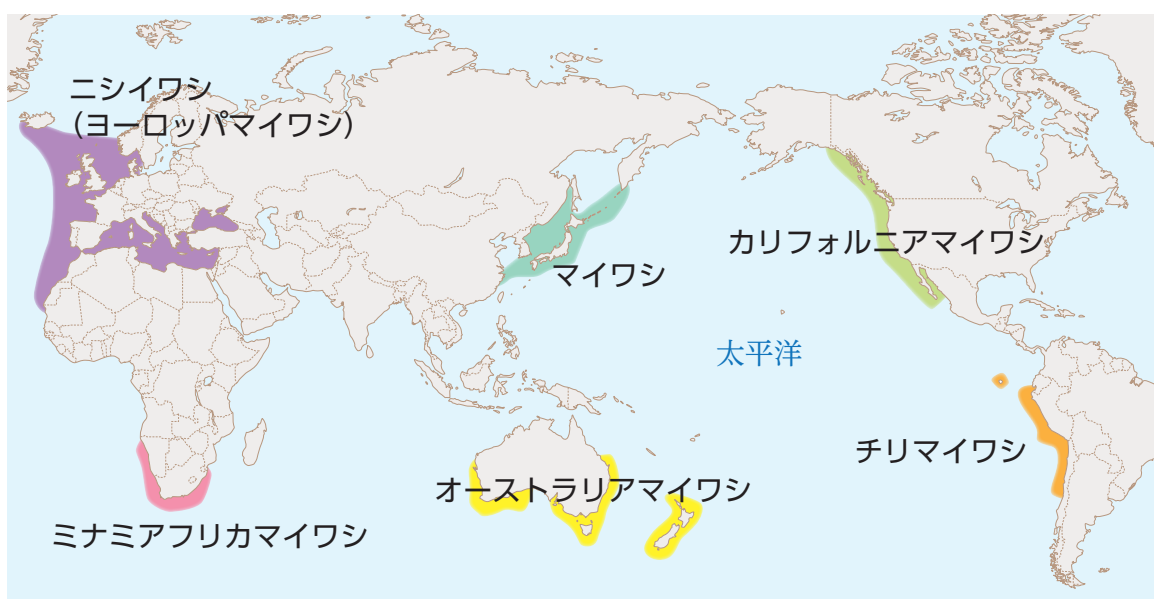 ニシイワシ
（ヨーロッパマイワシ）
カリフォルニアマイワシ
マイワシ
太平洋
チリマイワシ
オーストラリアマイワシ
ミナミアフリカマイワシ